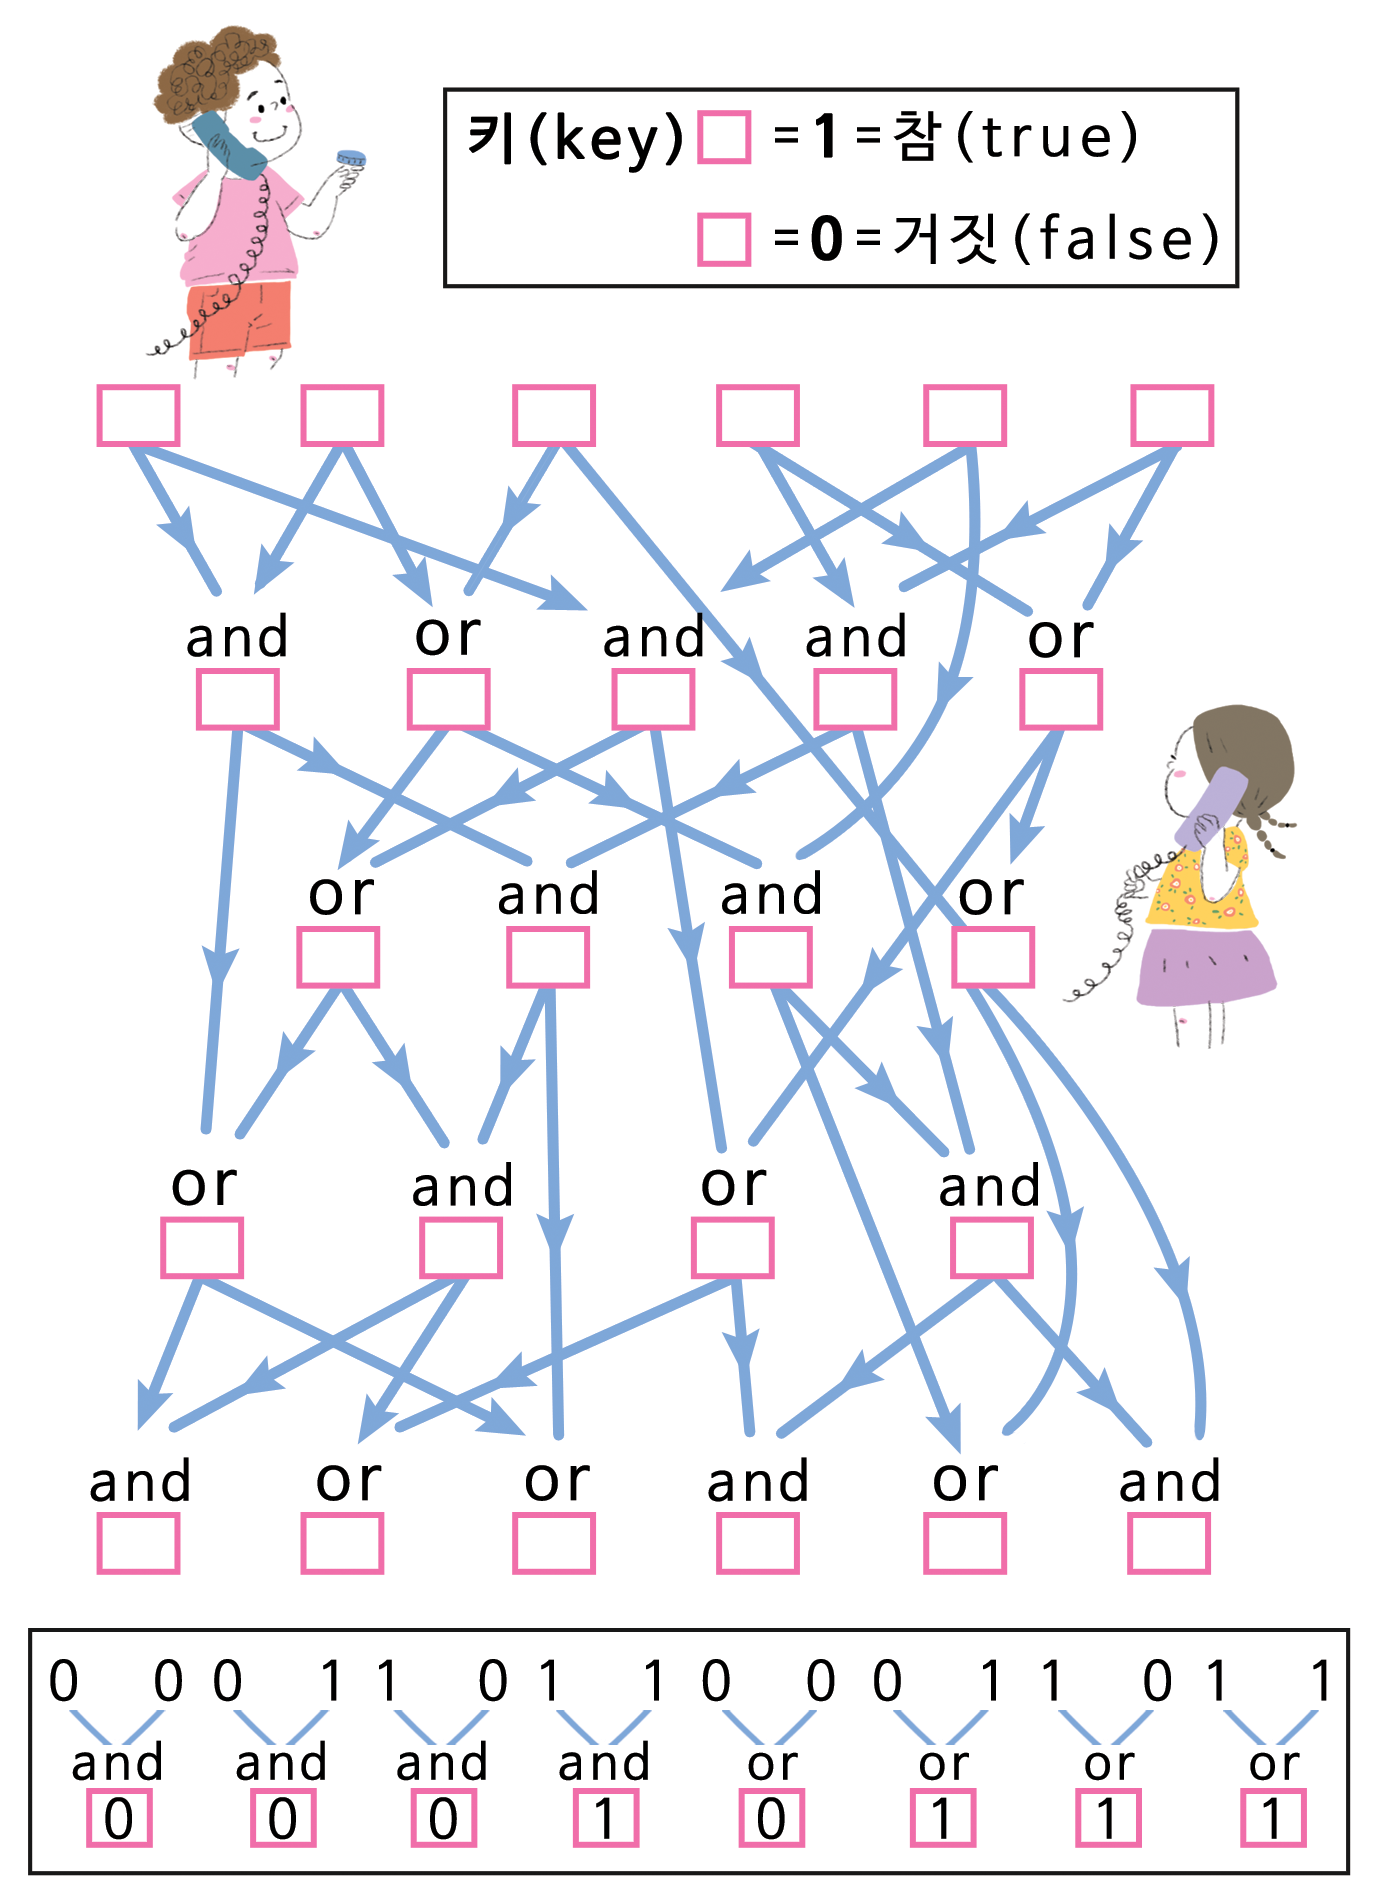 키(key) =1=참(true)
=0=거짓(false)
and or and and or
or and and or
or and or and
and or or and or and
0 0 0 1 1 0 1 1 0 0 0 1 1 0 1 1
and and and and or or or or
0 0 0 1 0 1 1 1